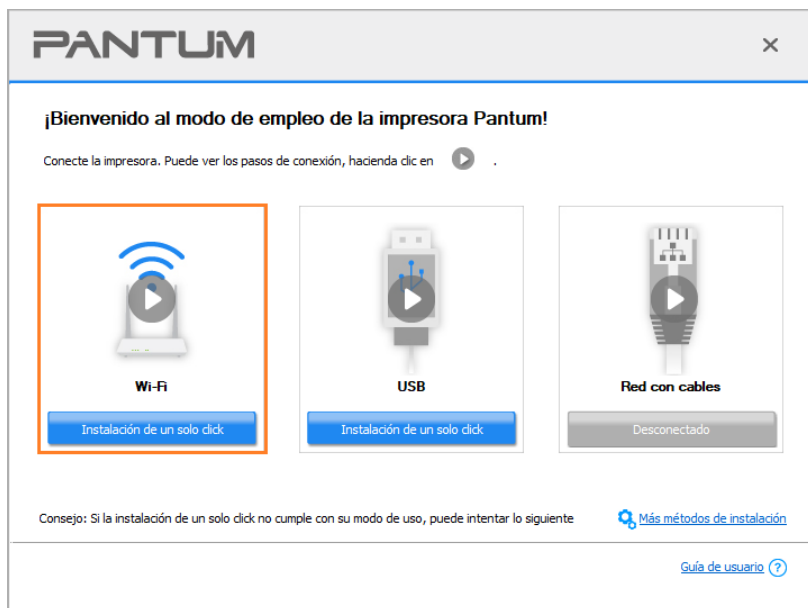 PANTUM
¡Bienvenido al modo de empleo de la impresora Pantum!
Conecte la impresora. Puede ver los pasos de conexión, hacienda clic en .
Wi-Fi
Instalación de un solo click
USB
Instalación de un solo click
Red con cables
Desconectado
Consejo: Si la instalación de un solo click no cumple con su modo de uso, puede intentar lo siguiente
Más métodos de instalación
Guía de usuario ?